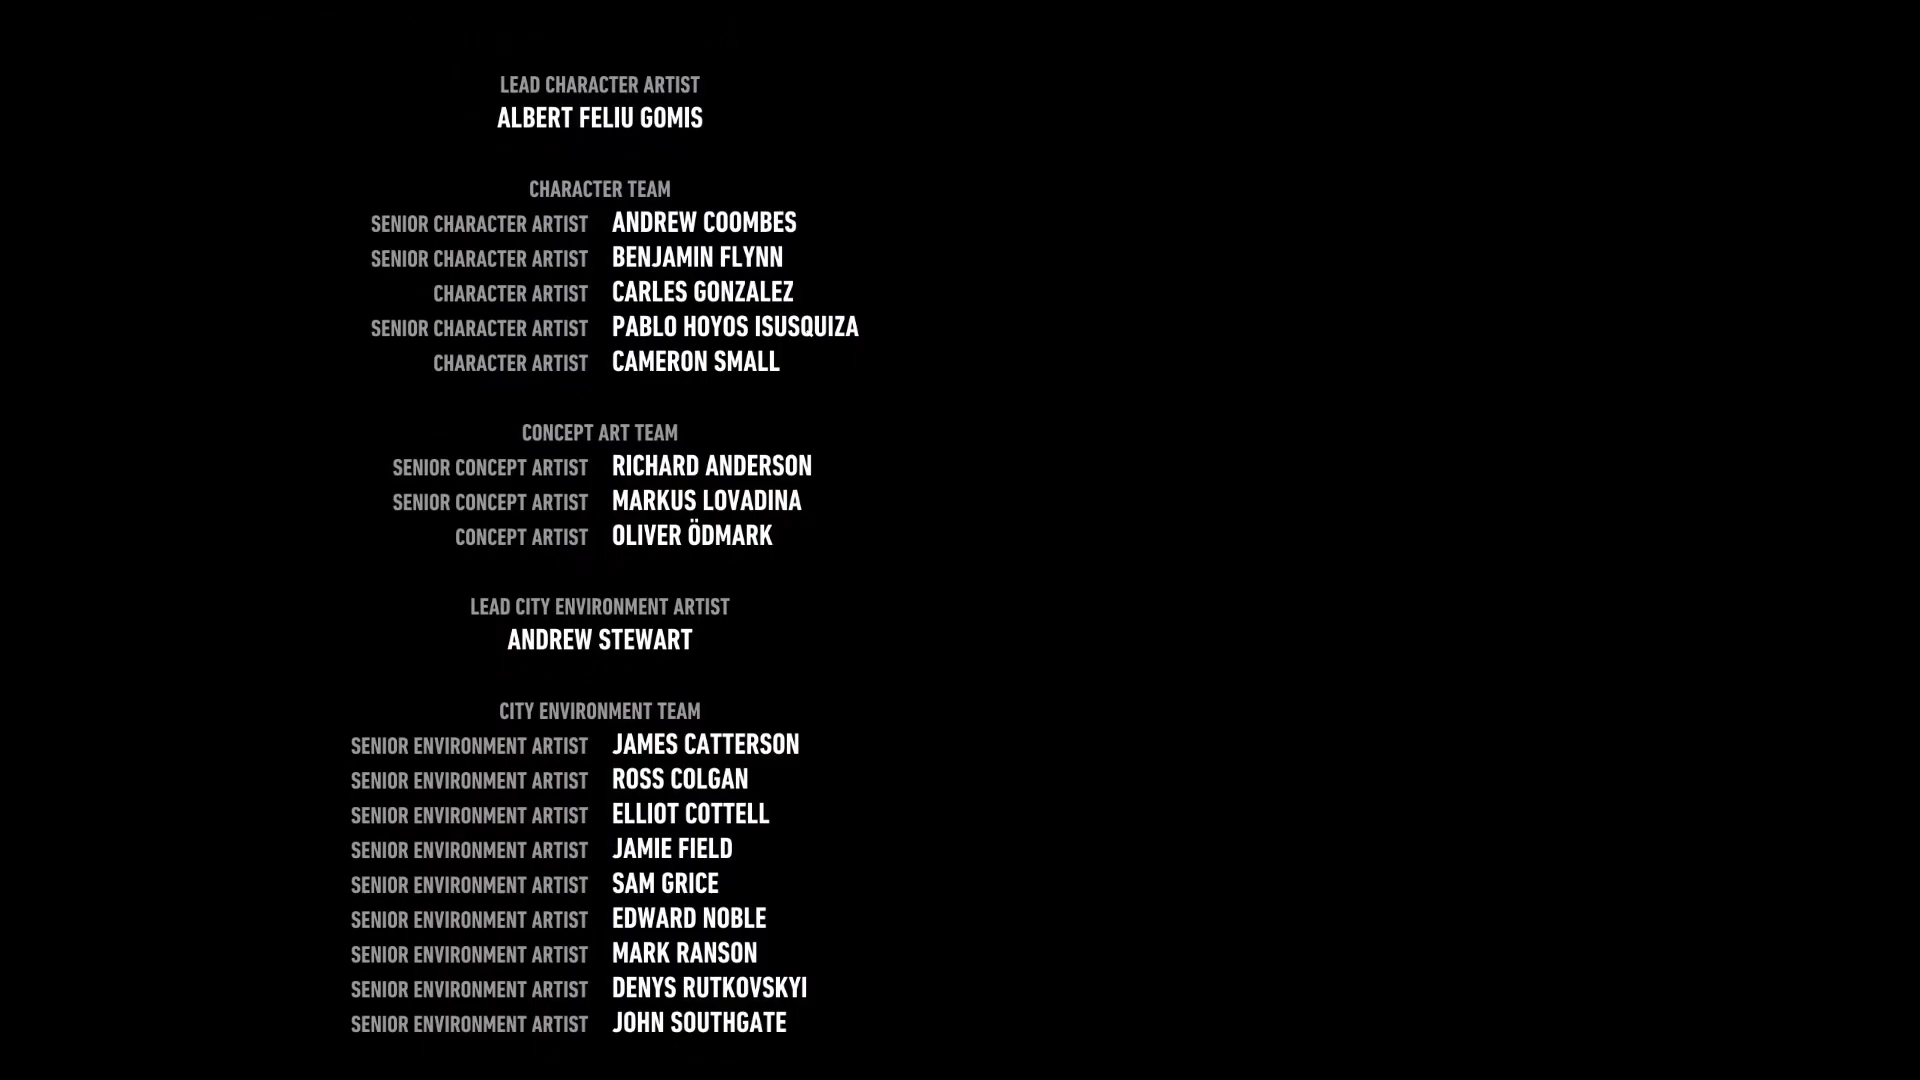 LEAD CHARACTER ARTIST
ALBERT FELIU GOMIS
CHARACTER TEAM
SENIOR CHARACTER ARTIST ANDREW COOMBES
SENIOR CHARACTER ARTIST BENJAMIN FLYNN
CHARACTER ARTIST CARLES GONZALEZ
SENIOR CHARACTER ARTIST PABLO HOYOS ISUSQUIZA
CHARACTER ARTIST CAMERON SMALL
CONCEPT ART TEAM
SENIOR CONCEPT ARTIST RICHARD ANDERSON
SENIOR CONCEPT ARTIST MARKUS LOVADINA
CONCEPT ARTIST OLIVER ÖDMARK
LEAD CITY ENVIRONMENT ARTIST
ANDREW STEWART
CITY ENVIRONMENT TEAM
SENIOR ENVIRONMENT ARTIST JAMES CATTERSON
SENIOR ENVIRONMENT ARTIST ROSS COLGAN
SENIOR ENVIRONMENT ARTIST ELLIOT COTTELL
SENIOR ENVIRONMENT ARTIST JAMIE FIELD
SENIOR ENVIRONMENT ARTIST SAM GRICE
SENIOR ENVIRONMENT ARTIST EDWARD NOBLE
SENIOR ENVIRONMENT ARTIST MARK RANSON
SENIOR ENVIRONMENT ARTIST DENYS RUTKOVSKYI
SENIOR ENVIRONMENT ARTIST JOHN SOUTHGATE